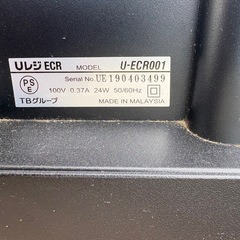 Uレジ ECR MODEL U-ECR001
Serial No. UE190403499
PS
E
100V 0.37A 24W 50/60Hz
TBグループ MADE IN MALAYSIA